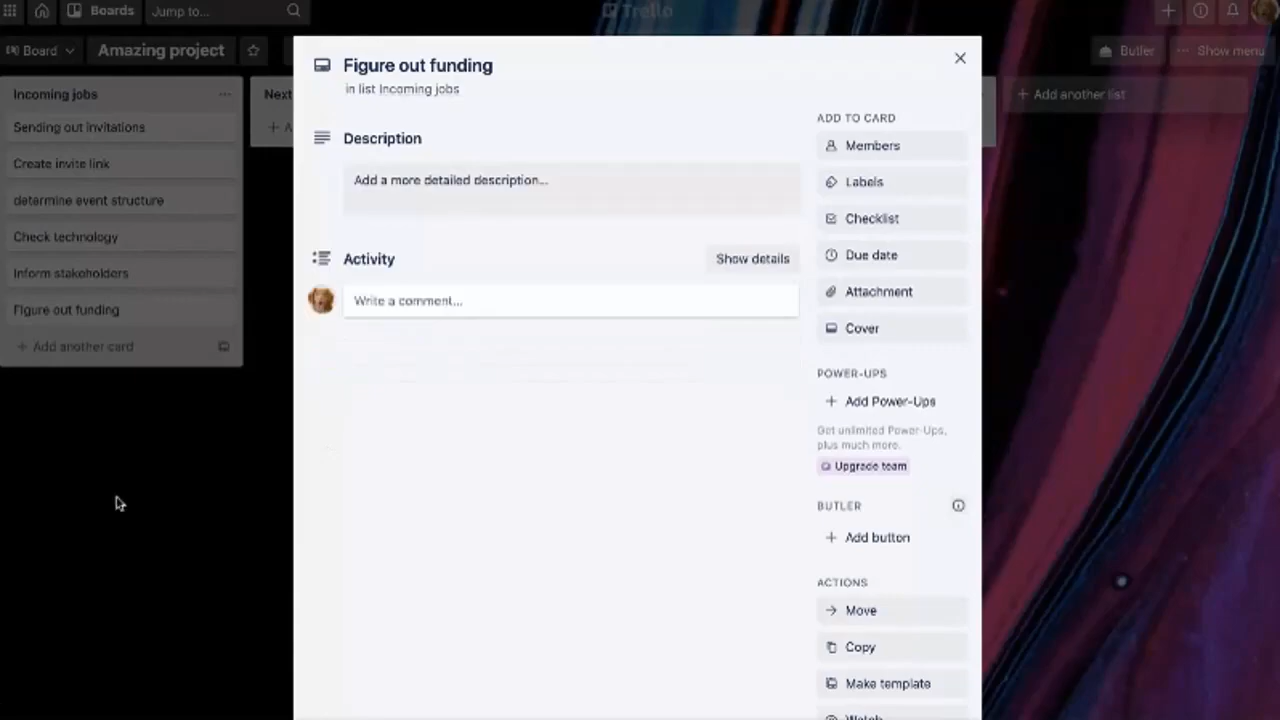 Boards
Jump to...
Trello
Board
Amazing project
Butler
Show menu
Incoming jobs
Sending out invitations
Create invite link
determine event structure
Check technology
Inform stakeholders
Figure out funding
+ Add another card
Next
+ A
+ Add another list
Figure out funding
in list Incoming jobs
Description
Add a more detailed description...
Activity
Show details
Write a comment...
ADD TO CARD
Members
Labels
Checklist
Due date
Attachment
Cover
POWER-UPS
+ Add Power-Ups
Get unlimited Power-Ups,
plus much more.
Upgrade team
BUTLER
+ Add button
ACTIONS
Move
Copy
Make template
Watch